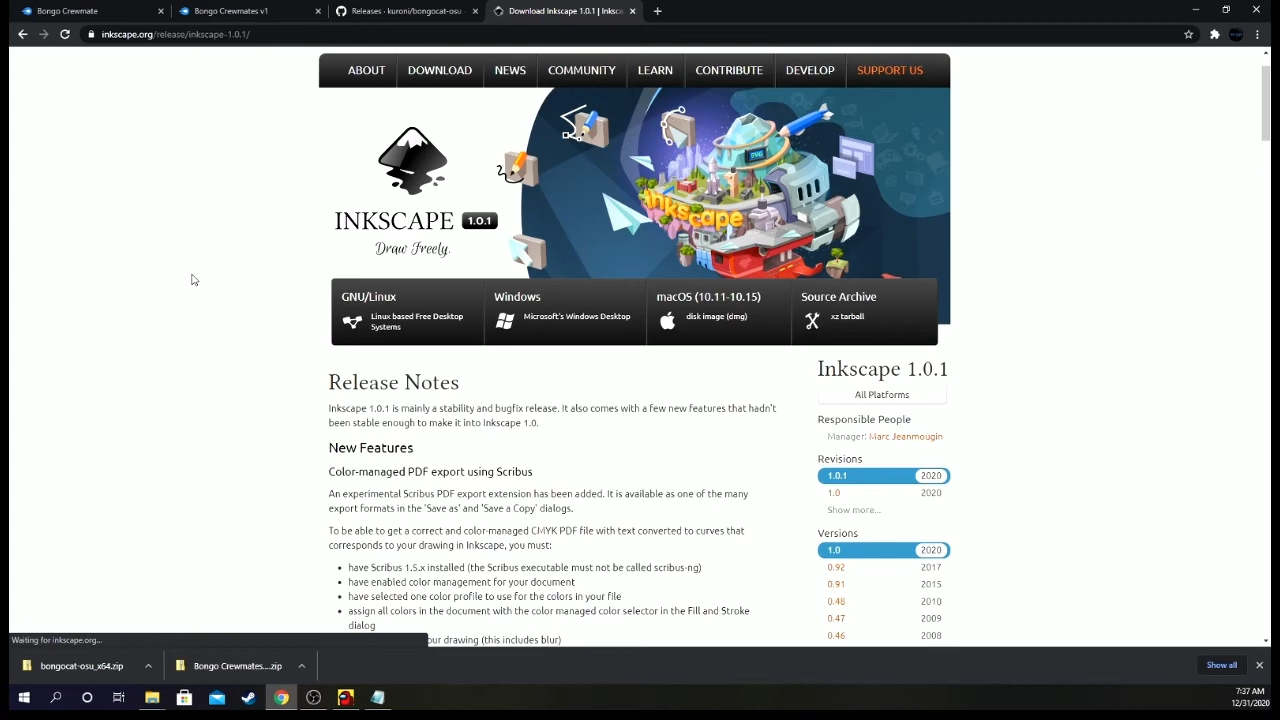 Bongo Crewmate
Bongo Crewmates v1
Releases · kuroni/bongocat-osu
Download Inkscape 1.0.1 | Inksca
inkscape.org/release/inkscape-1.0.1/
ABOUT
DOWNLOAD
NEWS
COMMUNITY
LEARN
CONTRIBUTE
DEVELOP
SUPPORT US
SVG
inkscape
INKSCAPE 1.0.1
Draw Freely.
GNU/Linux
Linux based Free Desktop
Systems
Windows
Microsoft's Windows Desktop
macOS (10.11-10.15)
disk image (dmg)
Source Archive
xz tarball
Release Notes
Inkscape 1.0.1 is mainly a stability and bugfix release. It also comes with a few new features that hadn't
been stable enough to make it into Inkscape 1.0.
New Features
Color-managed PDF export using Scribus
An experimental Scribus PDF export extension has been added. It is available as one of the many
export formats in the 'Save as' and 'Save a Copy' dialogs.
To be able to get a correct and color-managed CMYK PDF file with text converted to curves that
corresponds to your drawing in Inkscape, you must:
have Scribus 1.5.x installed (the Scribus executable must not be called scribus-ng)
have enabled color management for your document
have selected one color profile to use for the colors in your file
assign all colors in the document with the color managed color selector in the Fill and Stroke
dialog
our drawing (this includes blur)
Inkscape 1.0.1
All Platforms
Responsible People
Manager: Marc Jeanmougin
Revisions
1.0.1 2020
1.0 2020
Show more...
Versions
1.0 2020
0.92 2017
0.91 2015
0.48 2010
0.47 2009
0.46 2008
Waiting for inkscape.org...
bongocat-osu_x64.zip
Bongo Crewmates....zip
Show all
7:37 AM
12/31/2020